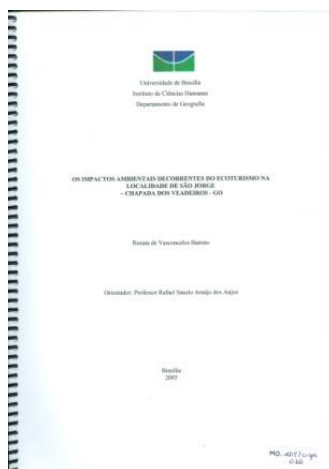 Universidade de Brasília
Instituto de Ciências Humanas
Departamento de Geografia
OS IMPACTOS AMBIENTAIS DECORRENTES DO ECOTURISMO NA
LOCALIDADE DE SÃO JORGE
– CHAPADA DOS VEADEIROS - GO
Renata de Vasconcelos Barreto
Orientador: Professor Rafael Sanzio Araújo dos Anjos
Brasília
2005